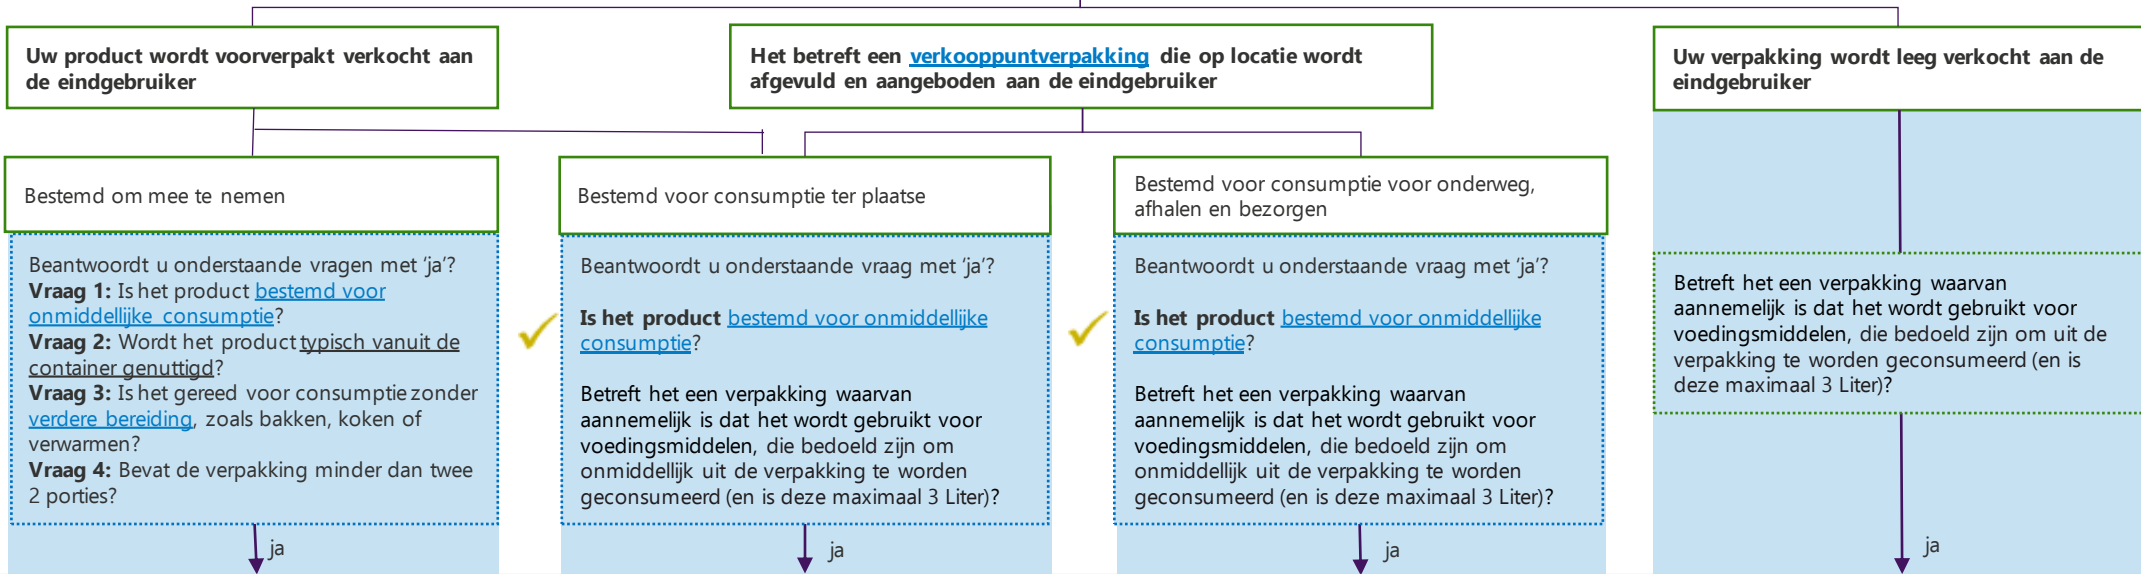 Uw product wordt voorverpakt verkocht aan
de eindgebruiker
Het betreft een verkooppuntverpakking die op locatie wordt
afgevuld en aangeboden aan de eindgebruiker
Uw verpakking wordt leeg verkocht aan de
eindgebruiker
Bestemd om mee te nemen
Bestemd voor consumptie ter plaatse
Bestemd voor consumptie voor onderweg,
afhalen en bezorgen
Beantwoordt u onderstaande vragen met ‘ja’?
Vraag 1: Is het product bestemd voor
onmiddellijke consumptie?
Vraag 2: Wordt het product typisch vanuit de
container genuttigd?
Vraag 3: Is het gereed voor consumptie zonder
verdere bereiding, zoals bakken, koken of
verwarmen?
Vraag 4: Bevat de verpakking minder dan twee
2 porties?
ja
Beantwoordt u onderstaande vraag met ‘ja’?
Is het product bestemd voor onmiddellijke
consumptie?
Betreft het een verpakking waarvan
aannemelijk is dat het wordt gebruikt voor
voedingsmiddelen, die bedoeld zijn om
onmiddellijk uit de verpakking te worden
geconsumeerd (en is deze maximaal 3 Liter)?
ja
Beantwoordt u onderstaande vraag met ‘ja’?
Is het product bestemd voor onmiddellijke
consumptie?
Betreft het een verpakking waarvan
aannemelijk is dat het wordt gebruikt voor
voedingsmiddelen, die bedoeld zijn om
onmiddellijk uit de verpakking te worden
geconsumeerd (en is deze maximaal 3 Liter)?
ja
Betreft het een verpakking waarvan
aannemelijk is dat het wordt gebruikt voor
voedingsmiddelen, die bedoeld zijn om uit de
verpakking te worden geconsumeerd (en is
deze maximaal 3 Liter)?
ja